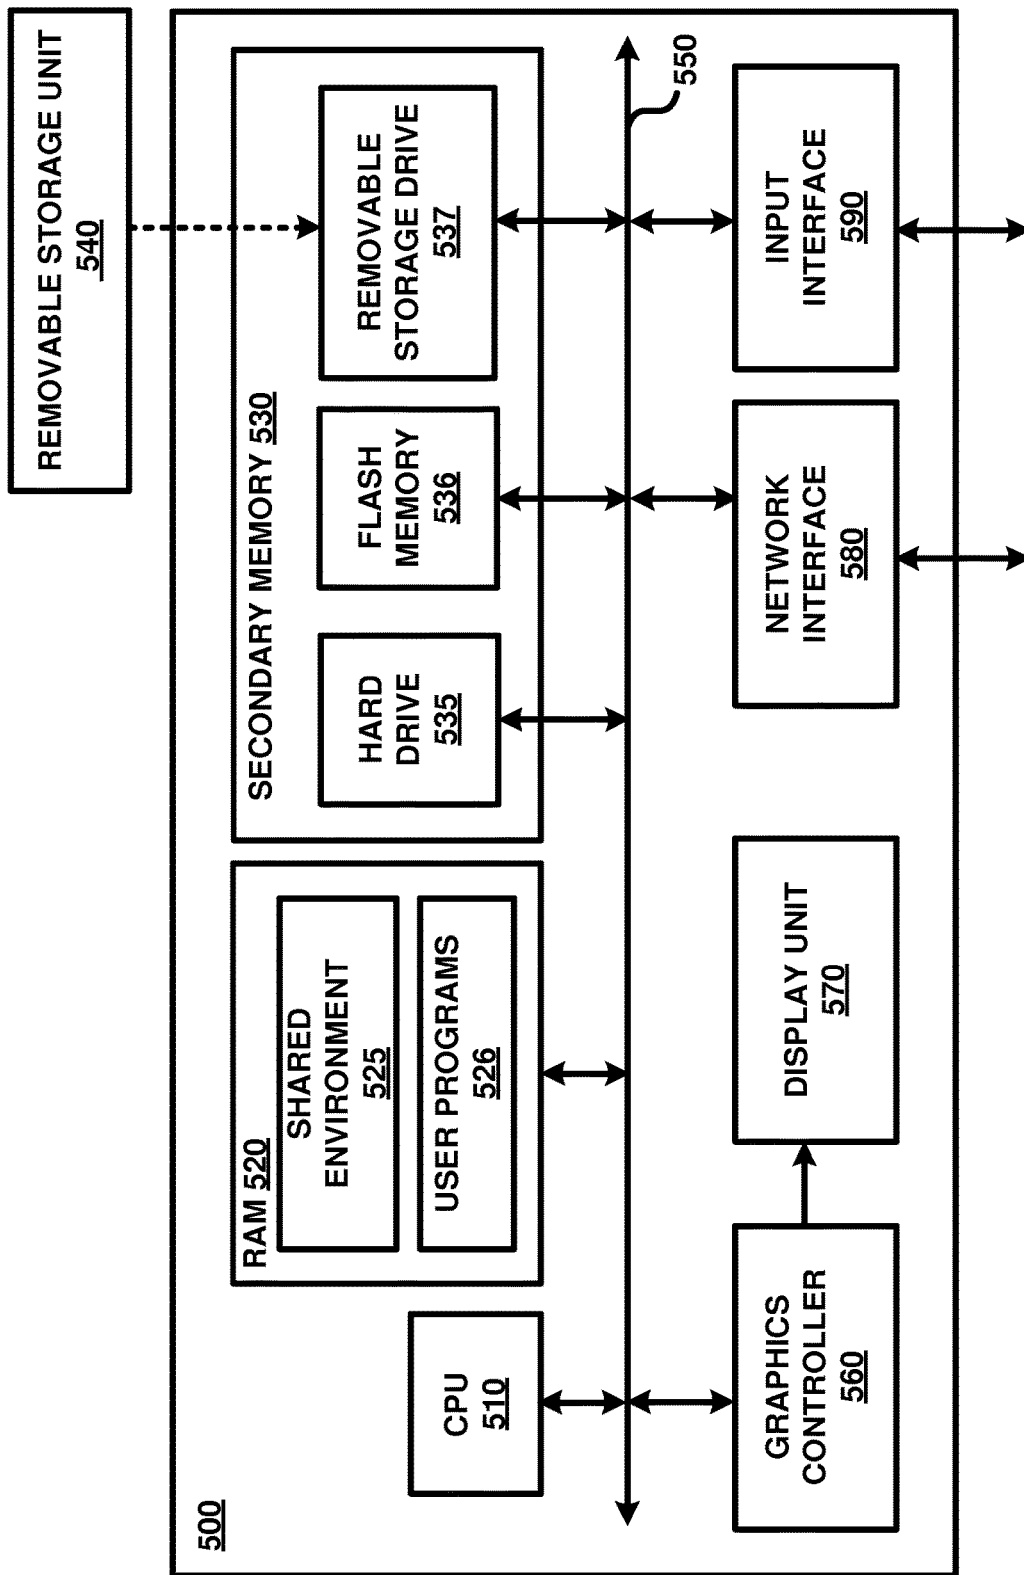 REMOVABLE STORAGE UNIT
540
500
CPU
510
RAM 520
SHARED
ENVIRONMENT
525
USER PROGRAMS
526
SECONDARY MEMORY 530
HARD
DRIVE
535
FLASH
MEMORY
536
REMOVABLE
STORAGE DRIVE
537
550
GRAPHICS
CONTROLLER
560
DISPLAY UNIT
570
NETWORK
INTERFACE
580
INPUT
INTERFACE
590